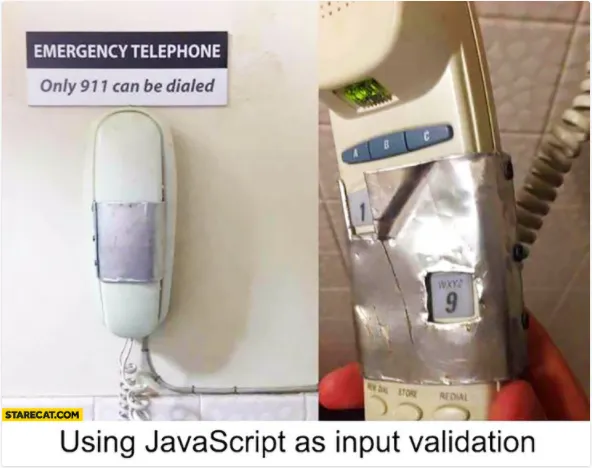 EMERGENCY TELEPHONE
Only 911 can be dialed
A B C
1
WXYZ
9
STORE
REDIAL
STARECAT.COM
Using JavaScript as input validation